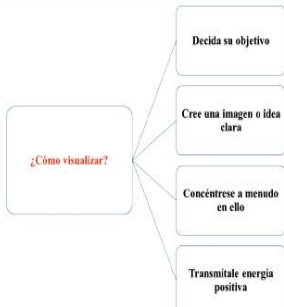 ¿Cómo visualizar?
Decida su objetivo
Cree una imagen o idea
clara
Concéntrese a menudo
en ello
Transmítale energía
positiva